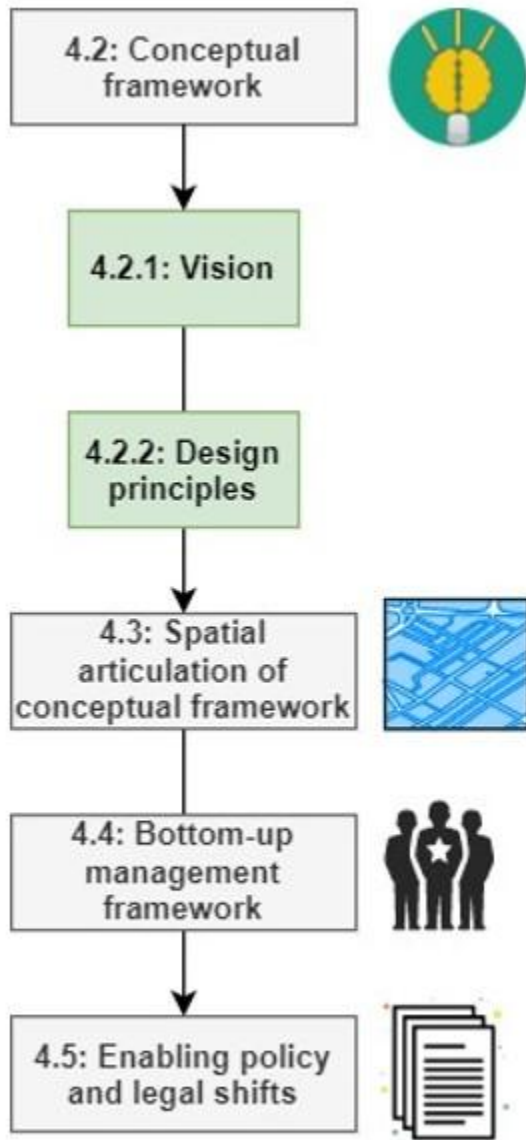 4.2: Conceptual
framework
4.2.1: Vision
4.2.2: Design
principles
4.3: Spatial
articulation of
conceptual framework
4.4: Bottom-up
management
framework
4.5: Enabling policy
and legal shifts